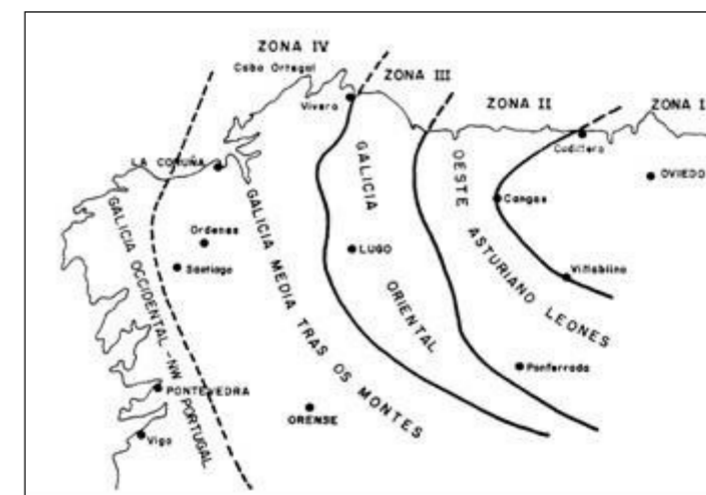 ZONA IV
Cabo Ortegal
ZONA III
Vivero
ZONA II
ZONA I
Cudillero
LA CORUÑA
OVIEDO
Cangas
Ordenes
Santiago
LUGO
Villablino
GALICIA OCCIDENTAL-NW PORTUGAL
GALICIA MEDIA TRAS OS MONTES
GALICIA ORIENTAL
OESTE ASTURIANO LEONES
Ponferrada
PONTEVEDRA
ORENSE
Vigo